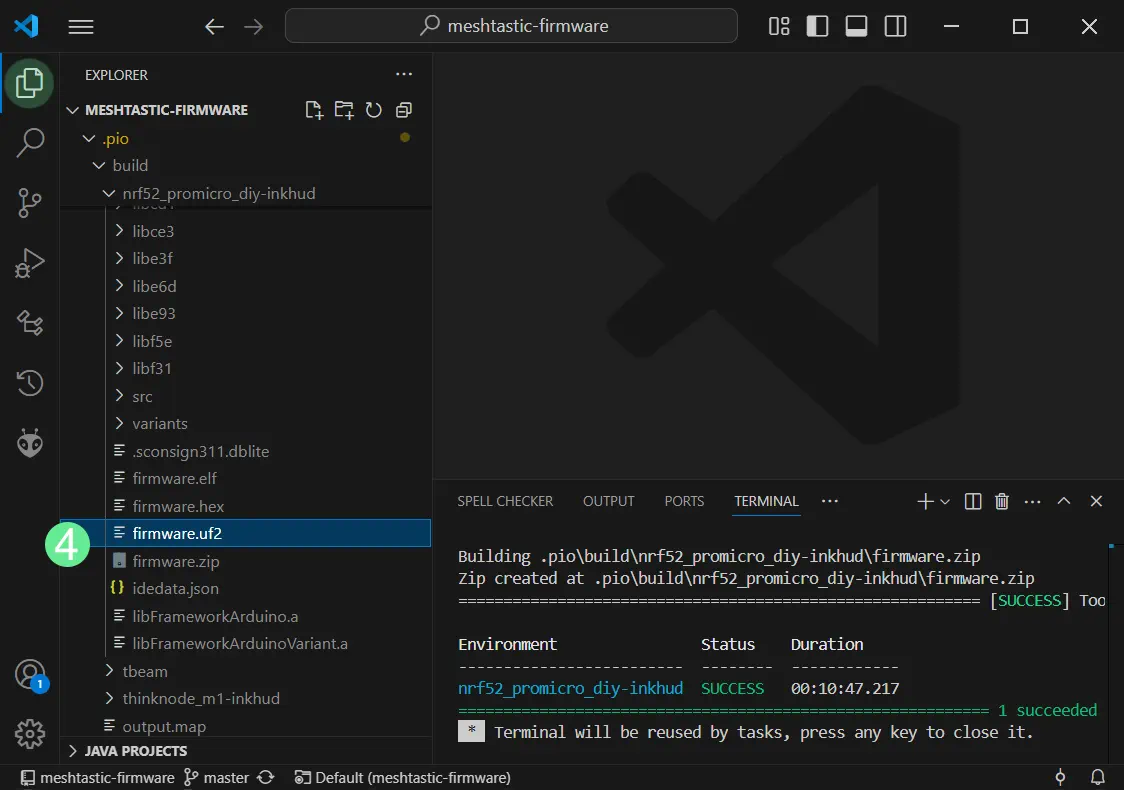 meshtastic-firmware
EXPLORER
MESHTASTIC-FIRMWARE
.pio
build
nrf52_promicro_diy-inkhud
libce3
libe3f
libe6d
libe93
libf5e
libf31
src
variants
.sconsign311.dblite
firmware.elf
firmware.hex
4
firmware.uf2
firmware.zip
{} idedata.json
libFrameworkArduino.a
libFrameworkArduinoVariant.a
tbeam
thinknode_m1-inkhud
output.map
JAVA PROJECTS
1
SPELL CHECKER OUTPUT PORTS TERMINAL
Building .pio\build\nrf52_promicro_diy-inkhud\firmware.zip
Zip created at .pio\build\nrf52_promicro_diy-inkhud\firmware.zip
========================================================== [SUCCESS] Too
Environment Status Duration
------------------------- -------- ------------
nrf52_promicro_diy-inkhud SUCCESS 00:10:47.217
=========================================================== 1 succeeded
* Terminal will be reused by tasks, press any key to close it.
meshtastic-firmware master Default (meshtastic-firmware)